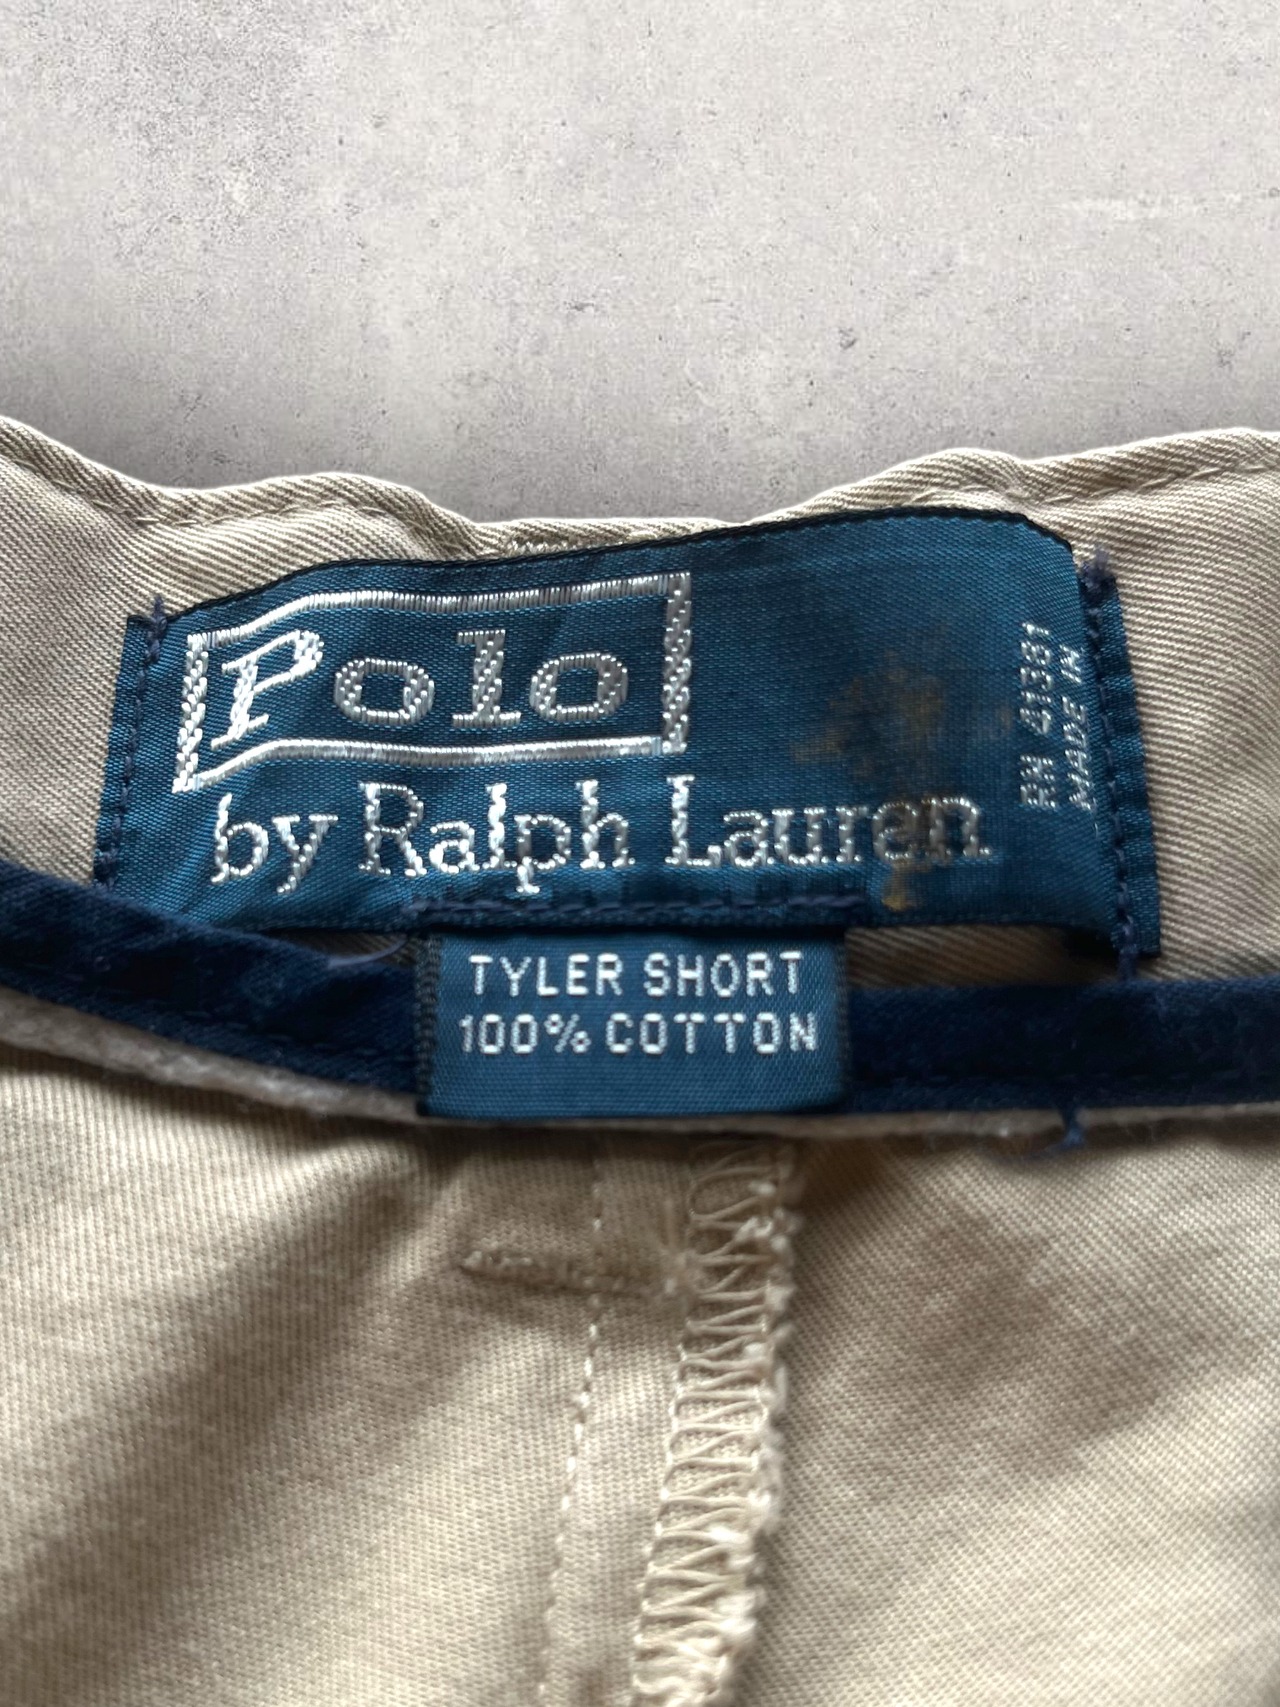 Polo
by Ralph Lauren
RN 41381
MADE IN
TYLER SHORT
100% COTTON